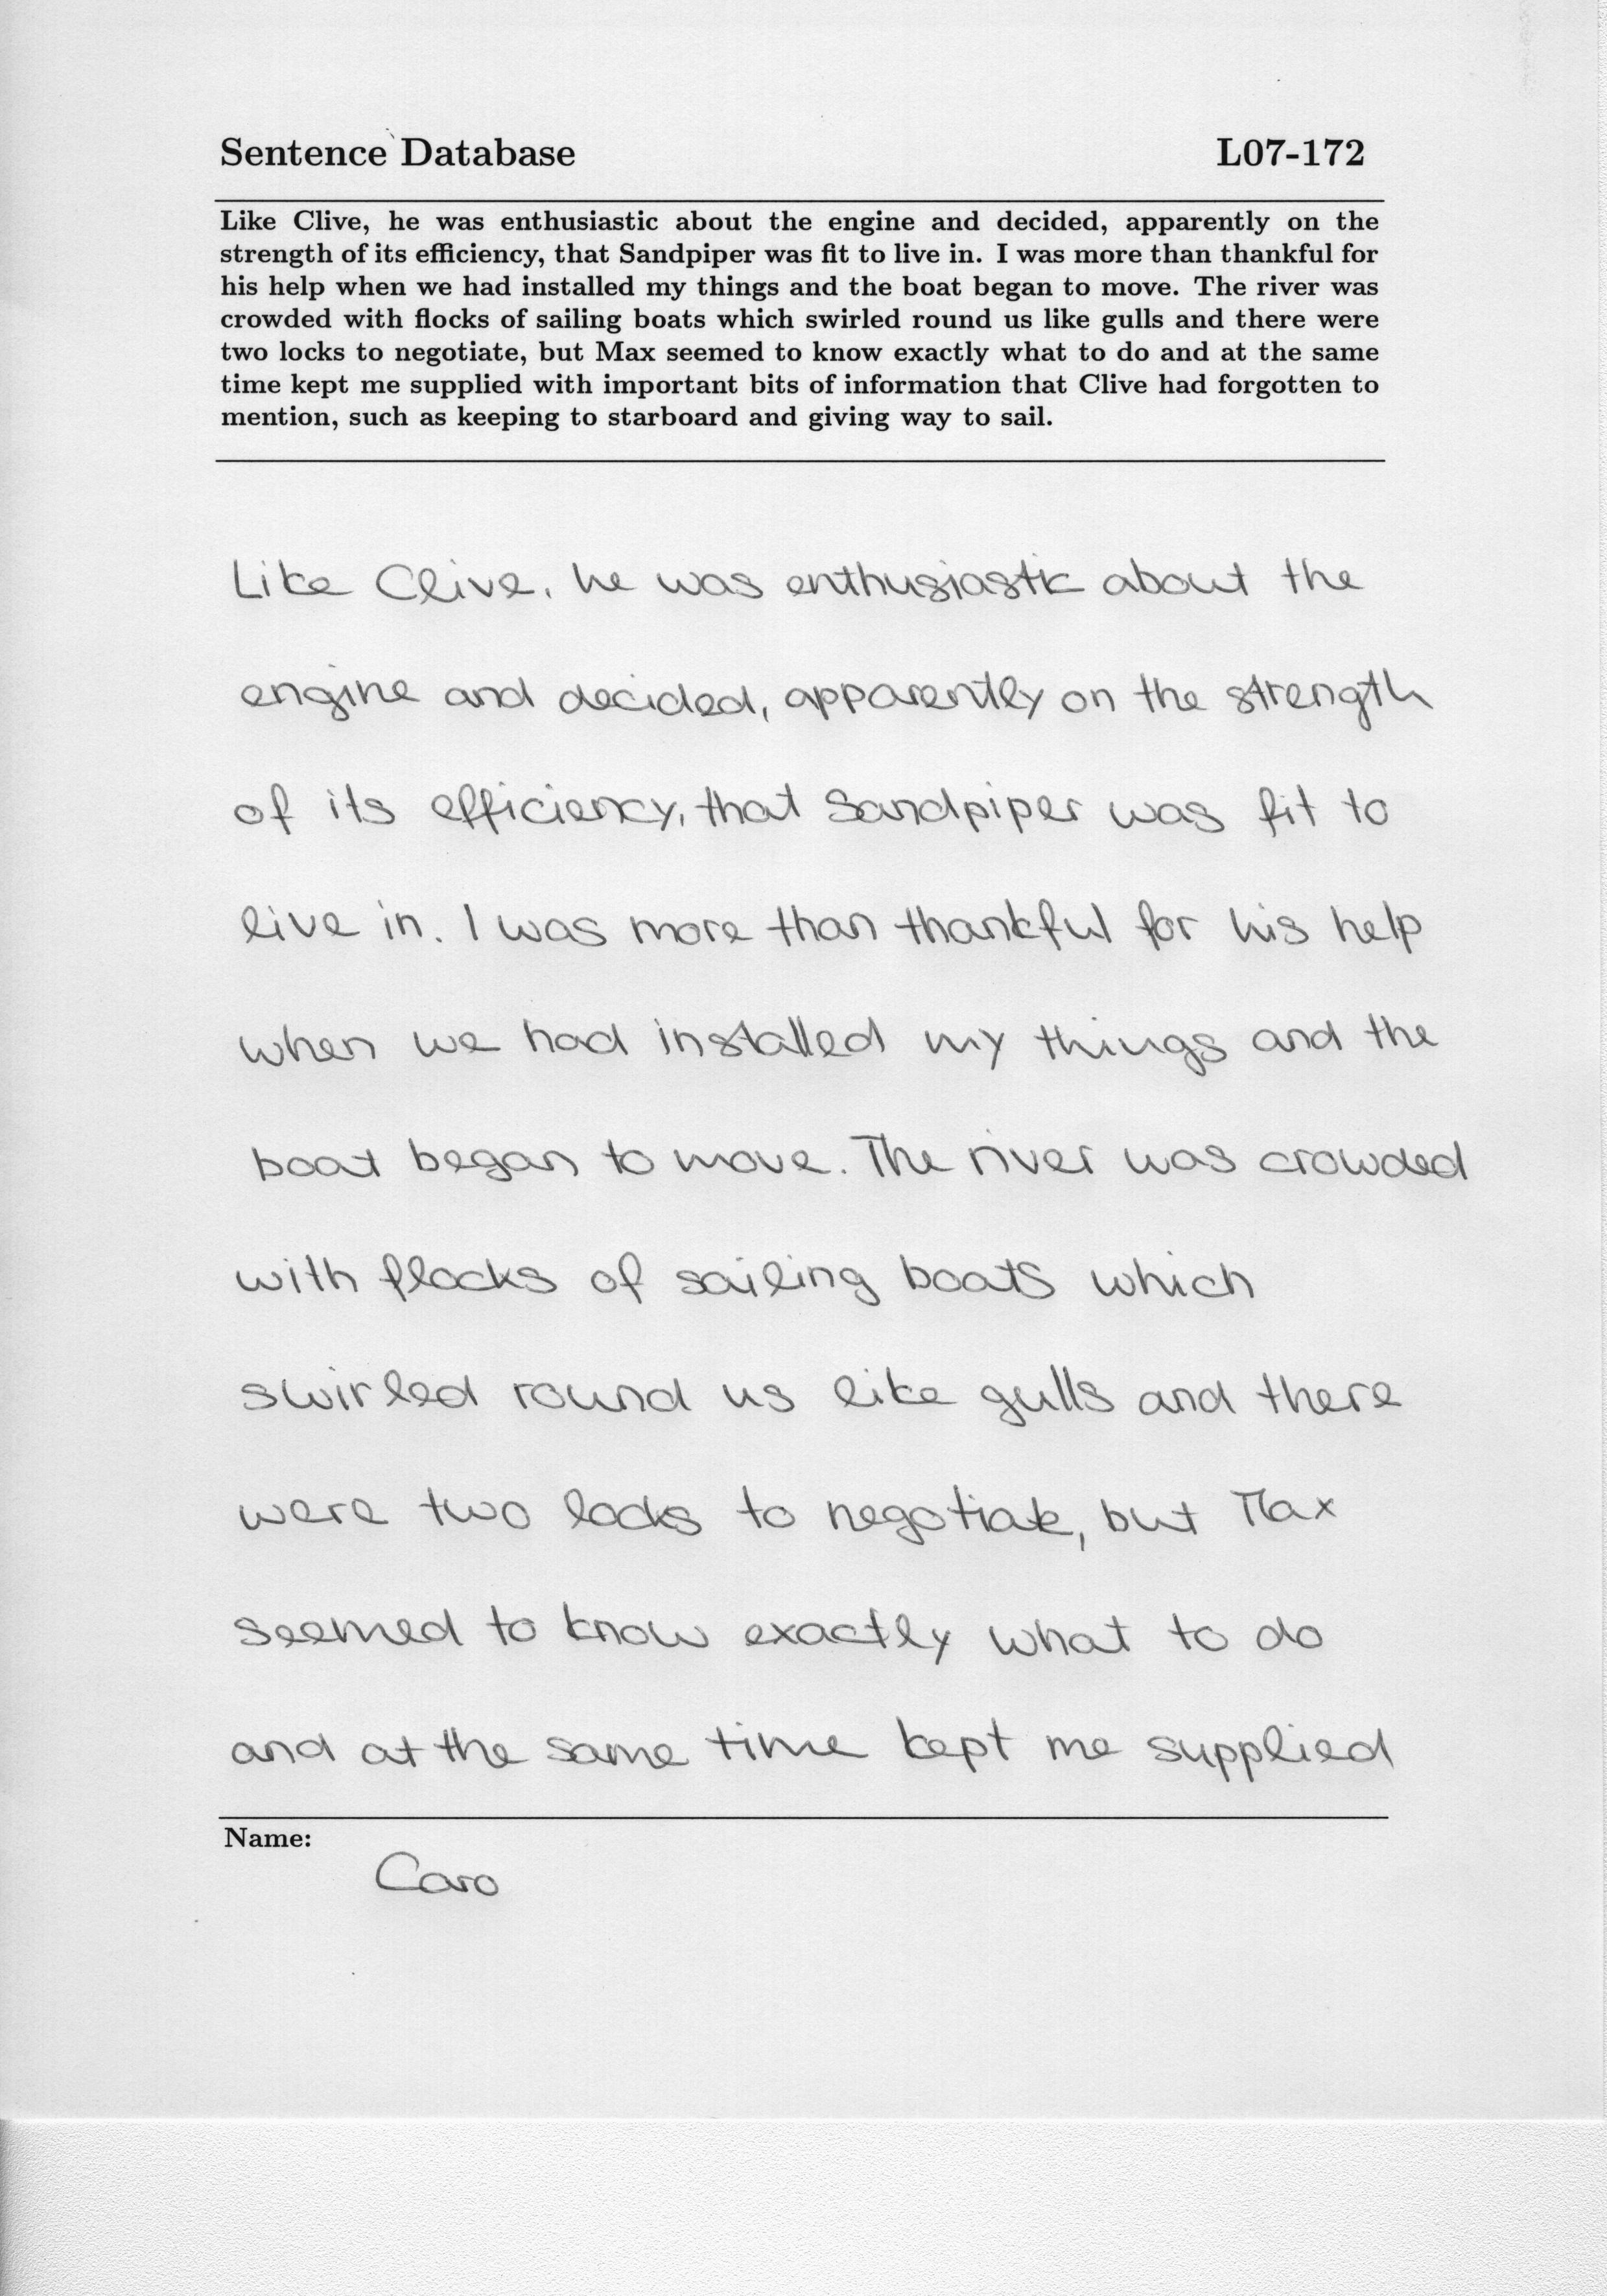 Sentence Database L07-172
Like Clive, he was enthusiastic about the engine and decided, apparently on the
strength of its efficiency, that Sandpiper was fit to live in. I was more than thankful for
his help when we had installed my things and the boat began to move. The river was
crowded with flocks of sailing boats which swirled round us like gulls and there were
two locks to negotiate, but Max seemed to know exactly what to do and at the same
time kept me supplied with important bits of information that Clive had forgotten to
mention, such as keeping to starboard and giving way to sail.
Like Clive, he was enthusiastic about the
engine and decided, apparently on the strength
of its efficiency, that Sandpiper was fit to
live in. I was more than thankful for his help
when we had installed my things and the
boat began to move. The river was crowded
with flocks of sailing boats which
swirled round us like gulls and there
were two locks to negotiate, but Max
seemed to know exactly what to do
and at the same time kept me supplied
Name:
Caro